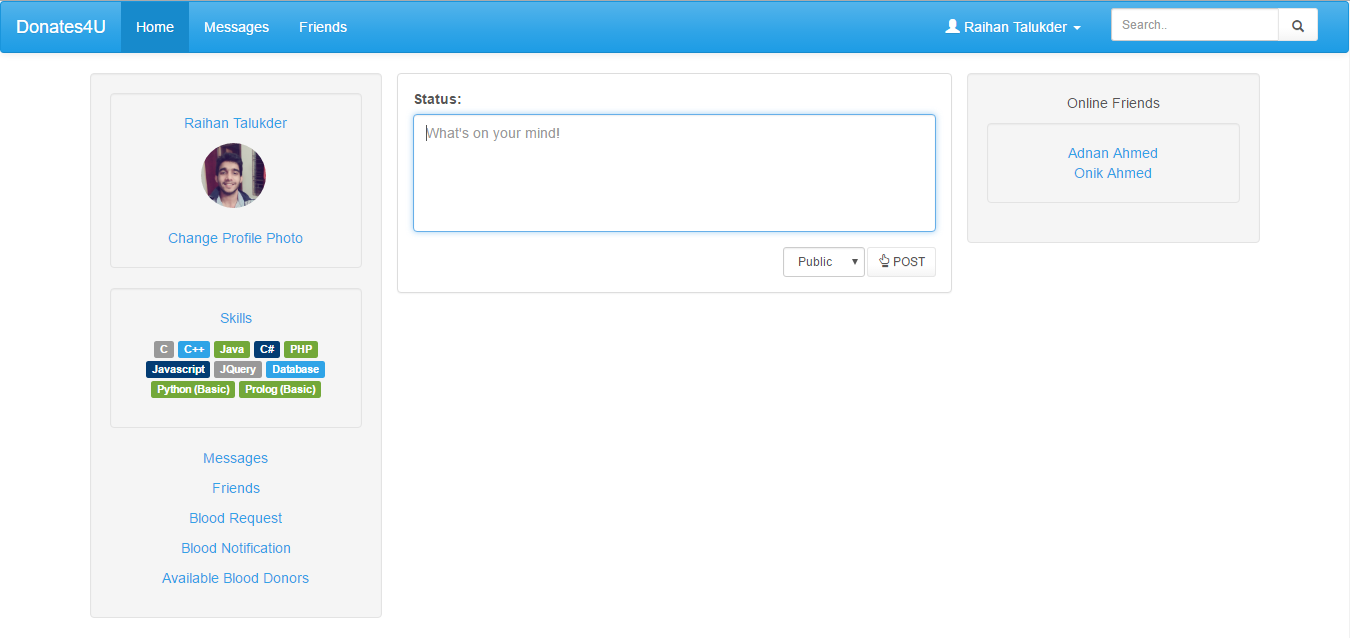 Donates4U Home Messages Friends Raihan Talukder Search..
Raihan Talukder
Change Profile Photo
Skills
C C++ Java C# PHP
Javascript JQuery Database
Python (Basic) Prolog (Basic)
Messages
Friends
Blood Request
Blood Notification
Available Blood Donors
Status:
What's on your mind!
Public POST
Online Friends
Adnan Ahmed
Onik Ahmed